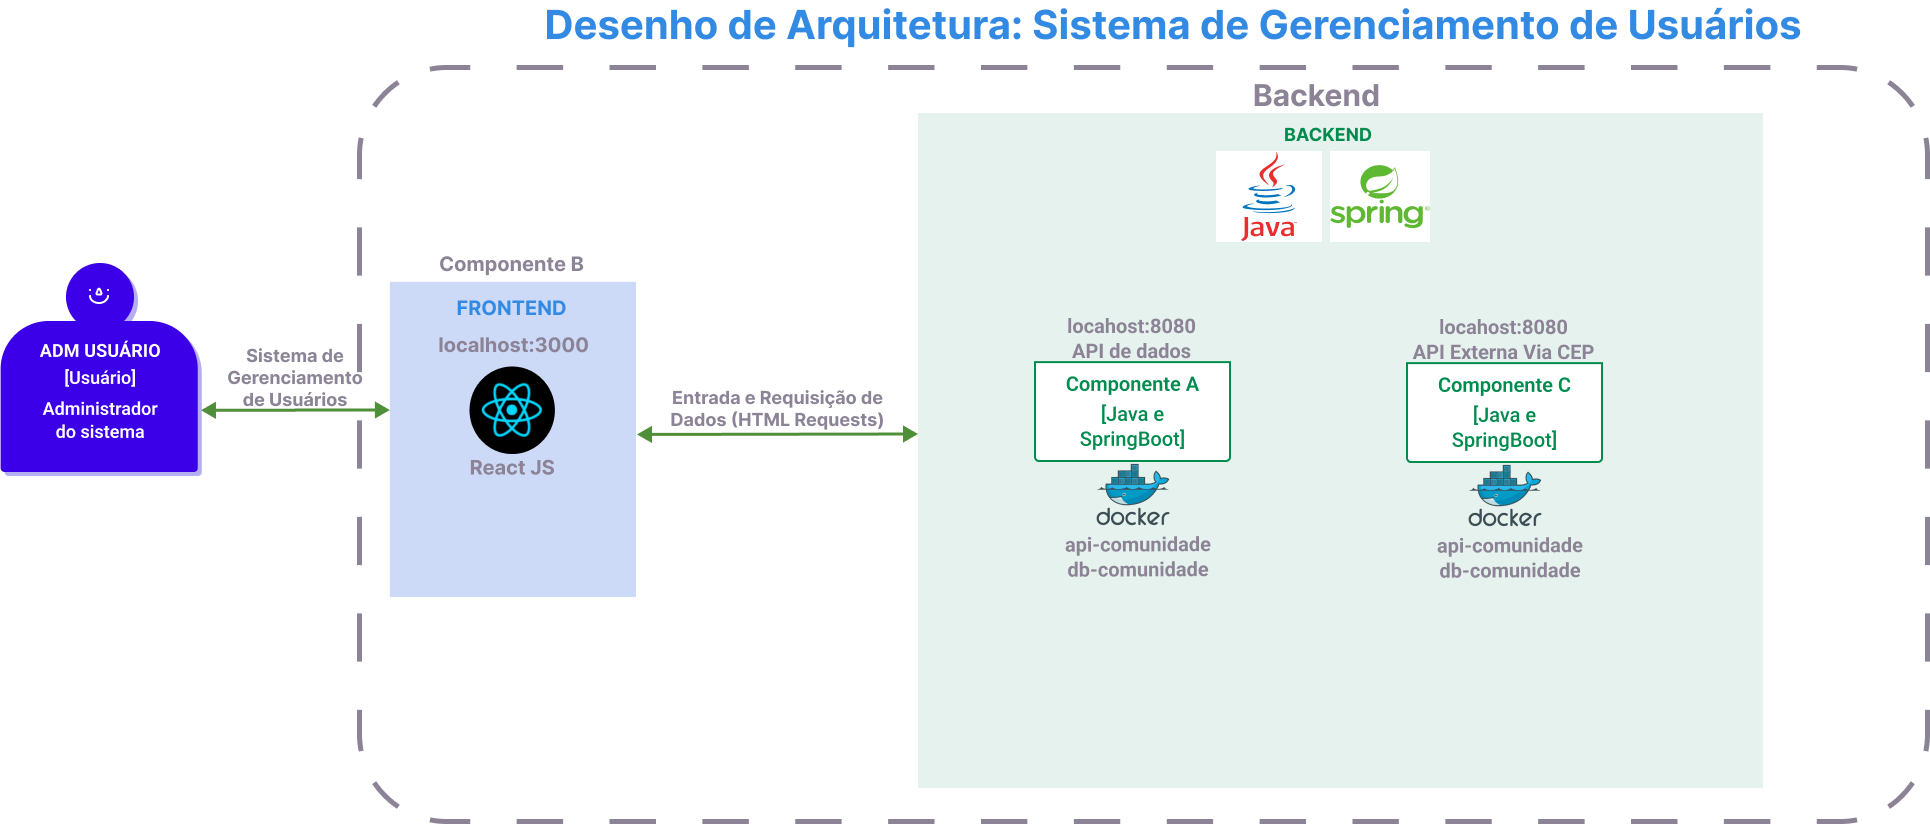 Desenho de Arquitetura: Sistema de Gerenciamento de Usuários
Backend
BACKEND
Java
spring
Componente B
FRONTEND
localhost:3000
React JS
ADM USUÁRIO
[Usuário]
Administrador
do sistema
Sistema de
Gerenciamento
de Usuários
Entrada e Requisição de
Dados (HTML Requests)
locahost:8080
API de dados
Componente A
[Java e
SpringBoot]
docker
api-comunidade
db-comunidade
locahost:8080
API Externa Via CEP
Componente C
[Java e
SpringBoot]
docker
api-comunidade
db-comunidade